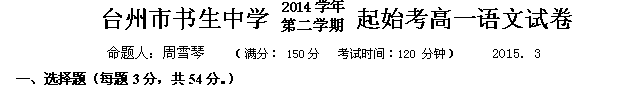 台州市书生中学 2014学年第二学期 起始考高一语文试卷
命题人：周雪琴 （满分： 150分 考试时间：120 分钟） 2015．3
一、选择题（每题3分，共54分。）